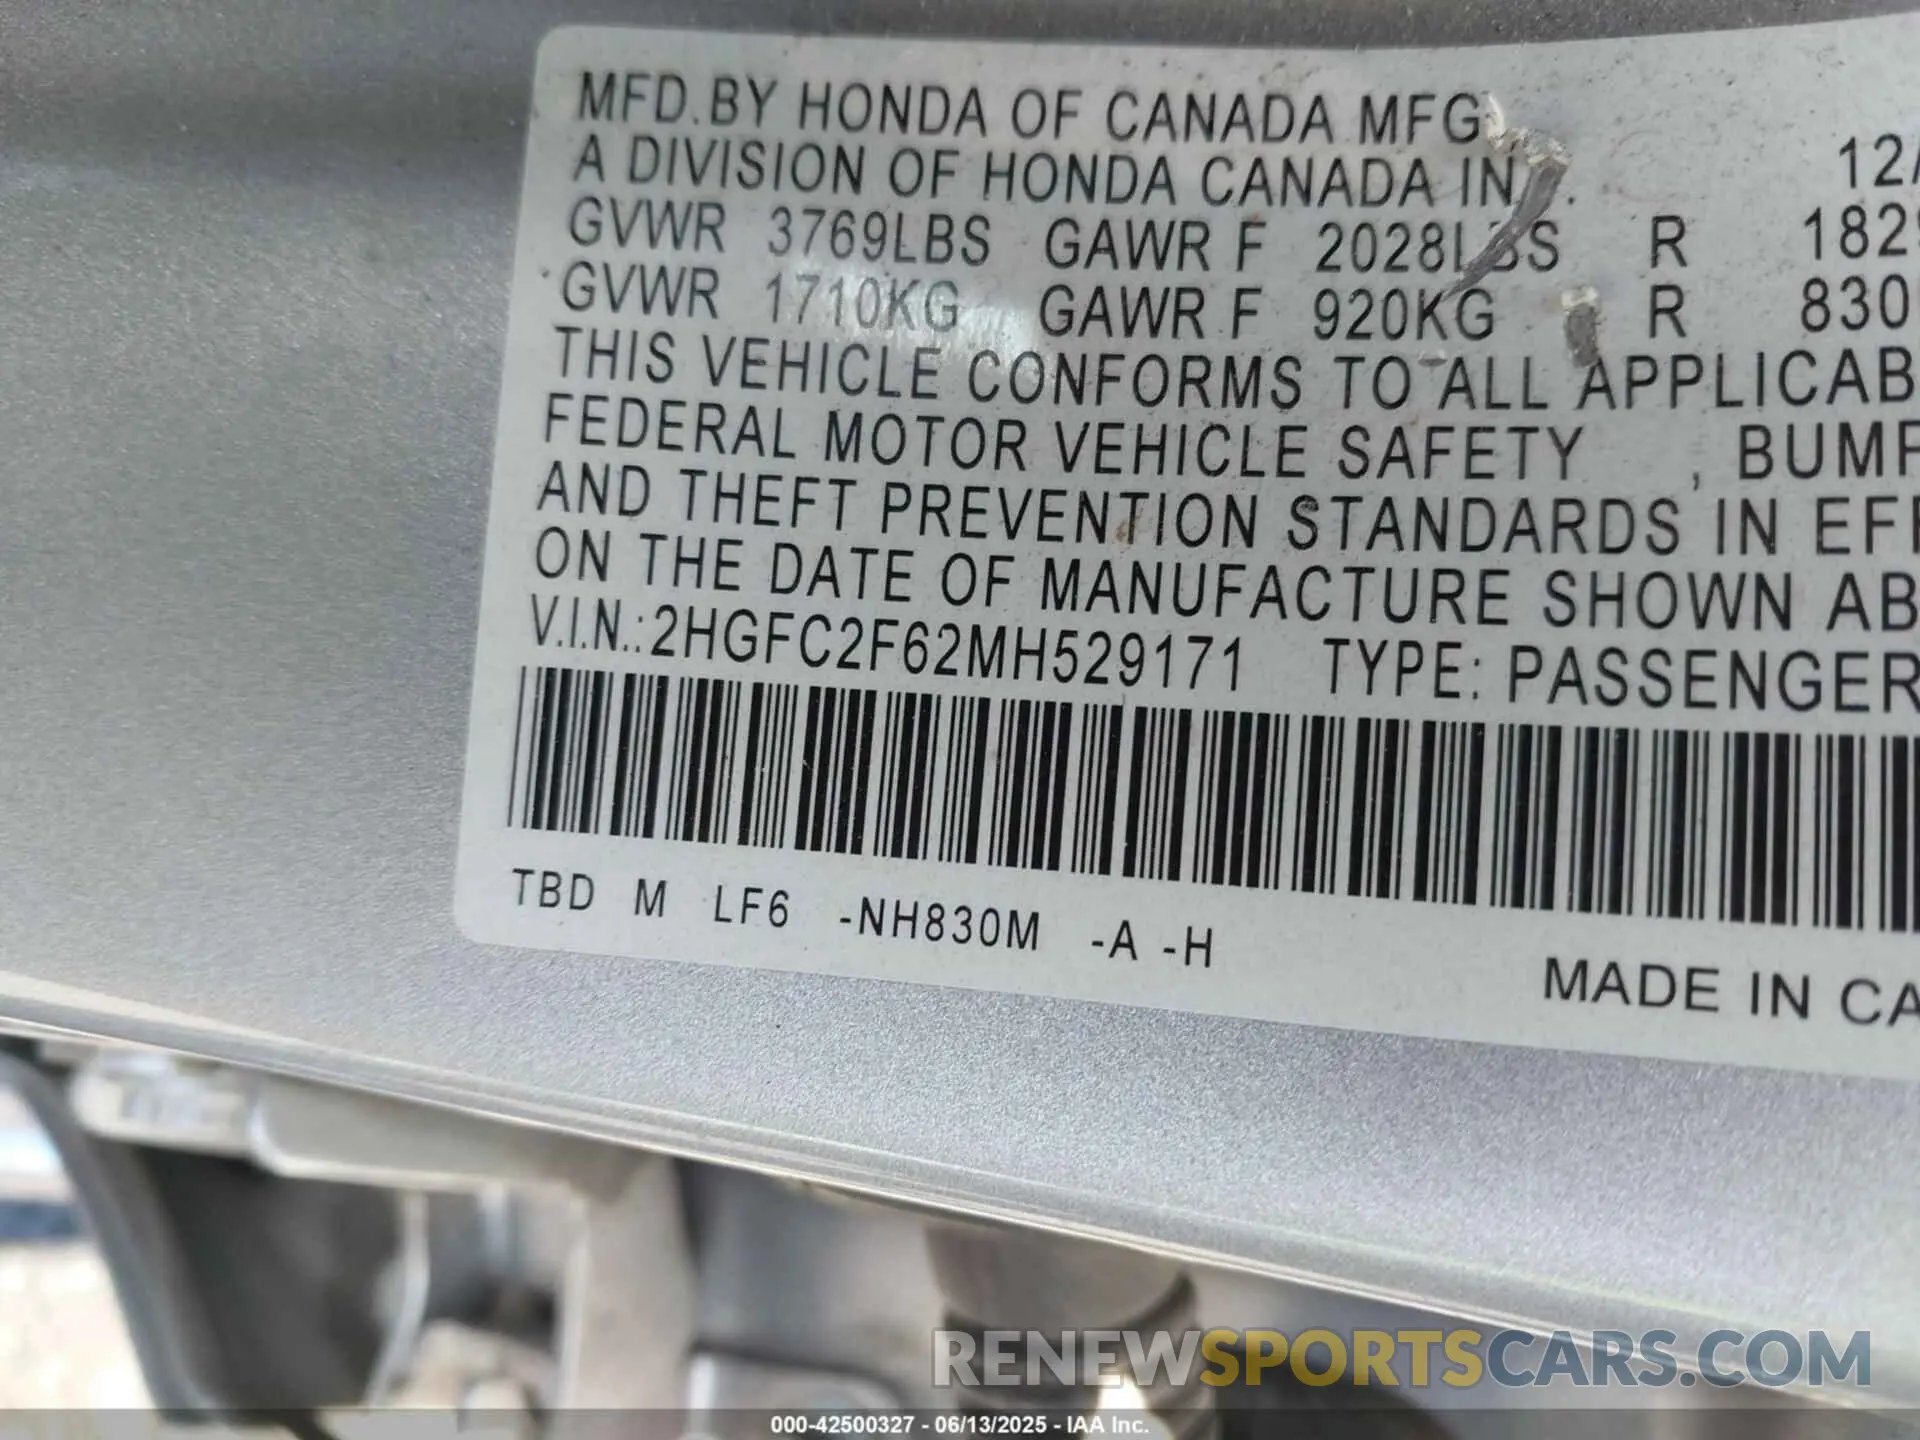 MFD.BY HONDA OF CANADA MFG.
A DIVISION OF HONDA CANADA INC. 12/
GVWR 3769LBS GAWR F 2028LBS R 182
GVWR 1710KG GAWR F 920KG R 830
THIS VEHICLE CONFORMS TO ALL APPLICAB
FEDERAL MOTOR VEHICLE SAFETY , BUMP
AND THEFT PREVENTION STANDARDS IN EFF
ON THE DATE OF MANUFACTURE SHOWN AB
V.I.N.:2HGFC2F62MH529171 TYPE: PASSENGER
TBD M LF6 -NH830M -A -H
MADE IN CA
RENEWSPORTSCARS.COM
000-42500327 - 06/13/2025 - IAA Inc.